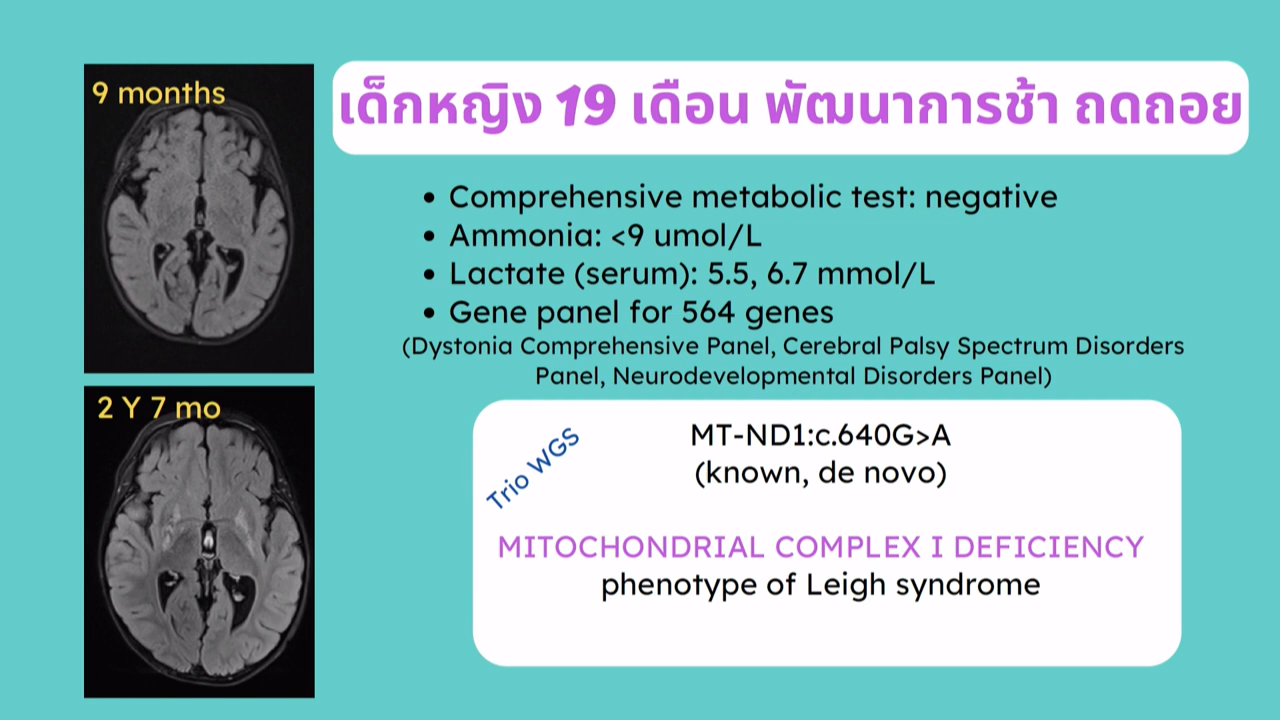 9 months
เด็กหญิง 19 เดือน พัฒนาการช้า ถดถอย
• Comprehensive metabolic test: negative
• Ammonia: <9 umol/L
• Lactate (serum): 5.5, 6.7 mmol/L
• Gene panel for 564 genes
(Dystonia Comprehensive Panel, Cerebral Palsy Spectrum Disorders
Panel, Neurodevelopmental Disorders Panel)
2 Y 7 mo
Trio WGS
MT-ND1:c.640G>A
(known, de novo)
MITOCHONDRIAL COMPLEX I DEFICIENCY
phenotype of Leigh syndrome